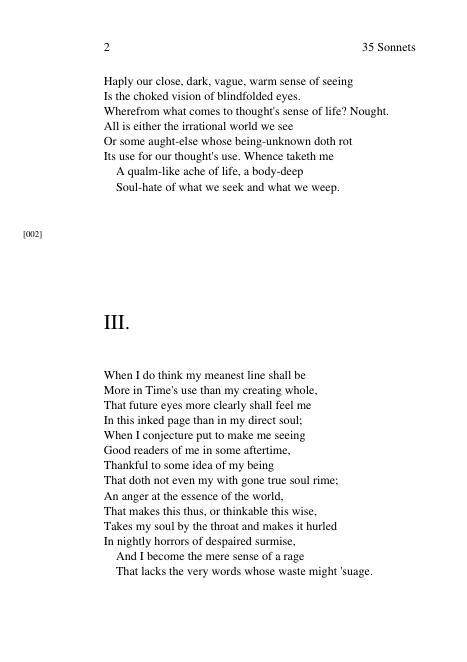 2 35 Sonnets
Haply our close, dark, vague, warm sense of seeing
Is the choked vision of blindfolded eyes.
Wherefrom what comes to thought's sense of life? Nought.
All is either the irrational world we see
Or some aught-else whose being-unknown doth rot
Its use for our thought's use. Whence taketh me
A qualm-like ache of life, a body-deep
Soul-hate of what we seek and what we weep.
[002]
III.
When I do think my meanest line shall be
More in Time's use than my creating whole,
That future eyes more clearly shall feel me
In this inked page than in my direct soul;
When I conjecture put to make me seeing
Good readers of me in some aftertime,
Thankful to some idea of my being
That doth not even my with gone true soul rime;
An anger at the essence of the world,
That makes this thus, or thinkable this wise,
Takes my soul by the throat and makes it hurled
In nightly horrors of despaired surmise,
And I become the mere sense of a rage
That lacks the very words whose waste might 'suage.